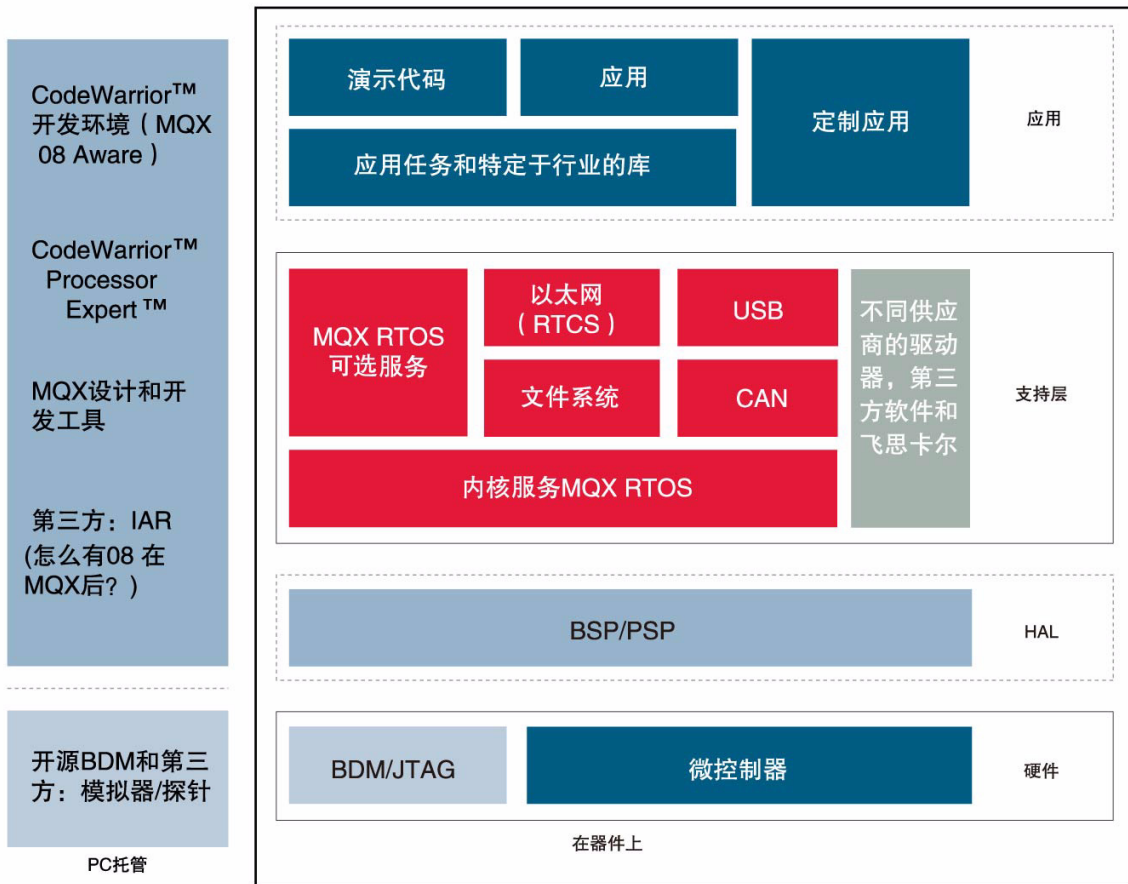 CodeWarrior™
开发环境（MQX
08 Aware）
CodeWarrior™
Processor
Expert™
MQX设计和开
发工具
第三方：IAR
(怎么有08 在
MQX后？)
开源BDM和第三
方：模拟器/探针
PC托管
演示代码
应用
定制应用
应用任务和特定于行业的库
应用
MQX RTOS
可选服务
以太网
（RTCS）
USB
文件系统
CAN
内核服务MQX RTOS
不同供应
商的驱动
器，第三
方软件和
飞思卡尔
支持层
BSP/PSP
HAL
BDM/JTAG
微控制器
硬件
在器件上